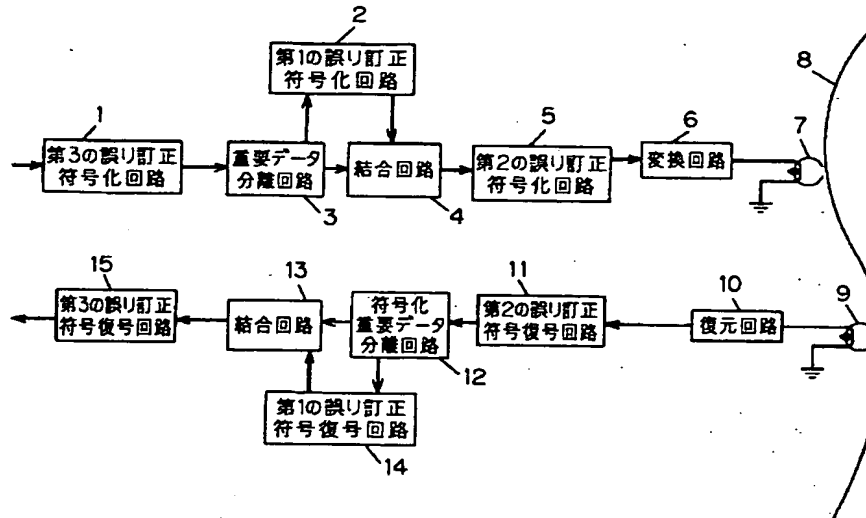 2
第1の誤り訂正
符号化回路
1
第3の誤り訂正
符号化回路
重要データ
分離回路
3
結合回路
4
5
第2の誤り訂正
符号化回路
6
変換回路
7
8
15
第3の誤り訂正
符号復号回路
13
結合回路
符号化
重要データ
分離回路
12
11
第2の誤り訂正
符号復号回路
10
復元回路
9
第1の誤り訂正
符号復号回路
14